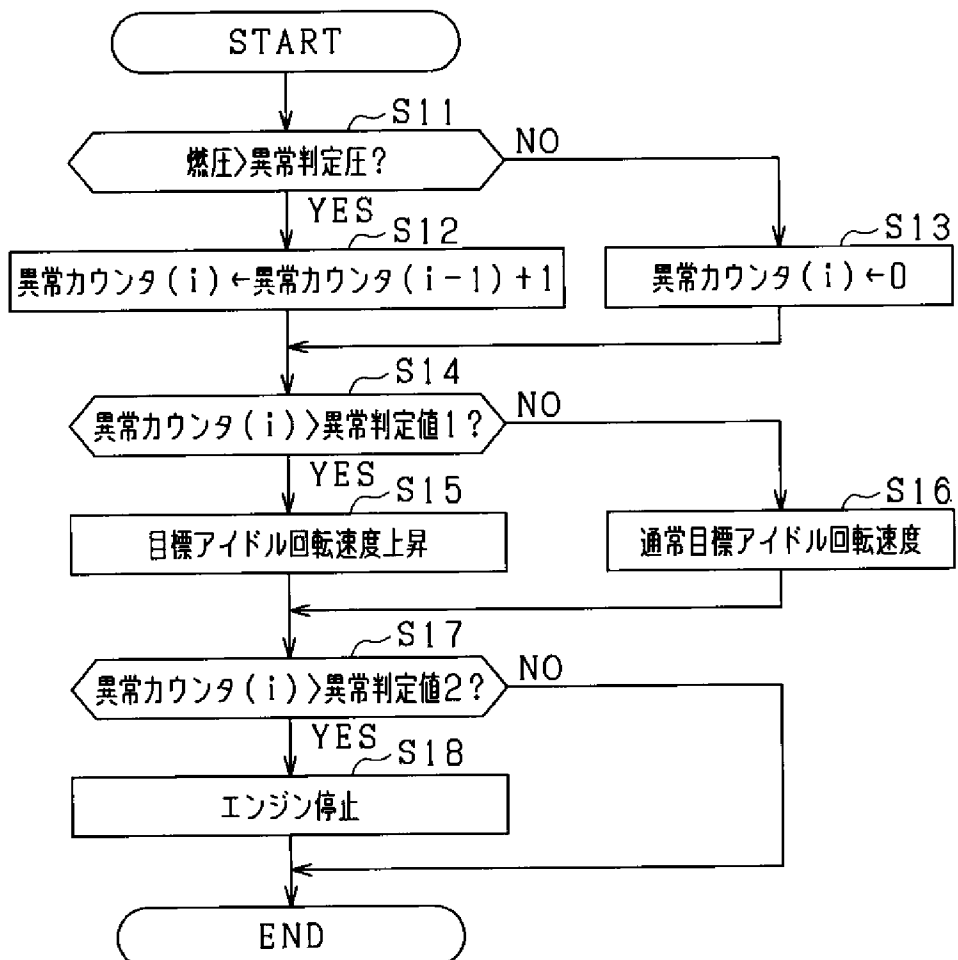 START
S11
燃圧>異常判定圧?
NO
YES
S12
S13
異常カウンタ(i)←異常カウンタ(i-1)+1
異常カウンタ(i)←0
S14
異常カウンタ(i)>異常判定値1?
NO
YES
S15
S16
目標アイドル回転速度上昇
通常目標アイドル回転速度
S17
異常カウンタ(i)>異常判定値2?
NO
YES
S18
エンジン停止
END